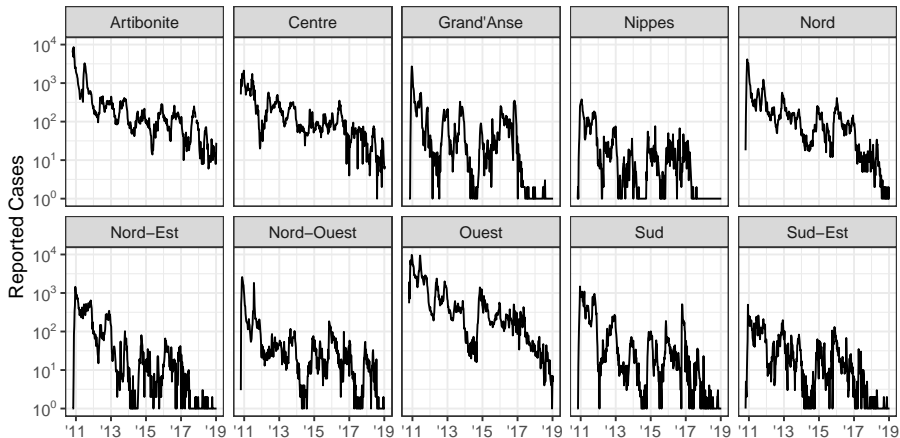 Artibonite Centre Grand'Anse Nippes Nord
10⁴
10³
10²
10¹
10⁰
Nord−Est Nord−Ouest Ouest Sud Sud−Est
10⁴
10³
10²
10¹
10⁰
'11 '13 '15 '17 '19 '11 '13 '15 '17 '19 '11 '13 '15 '17 '19 '11 '13 '15 '17 '19 '11 '13 '15 '17 '19
Reported Cases